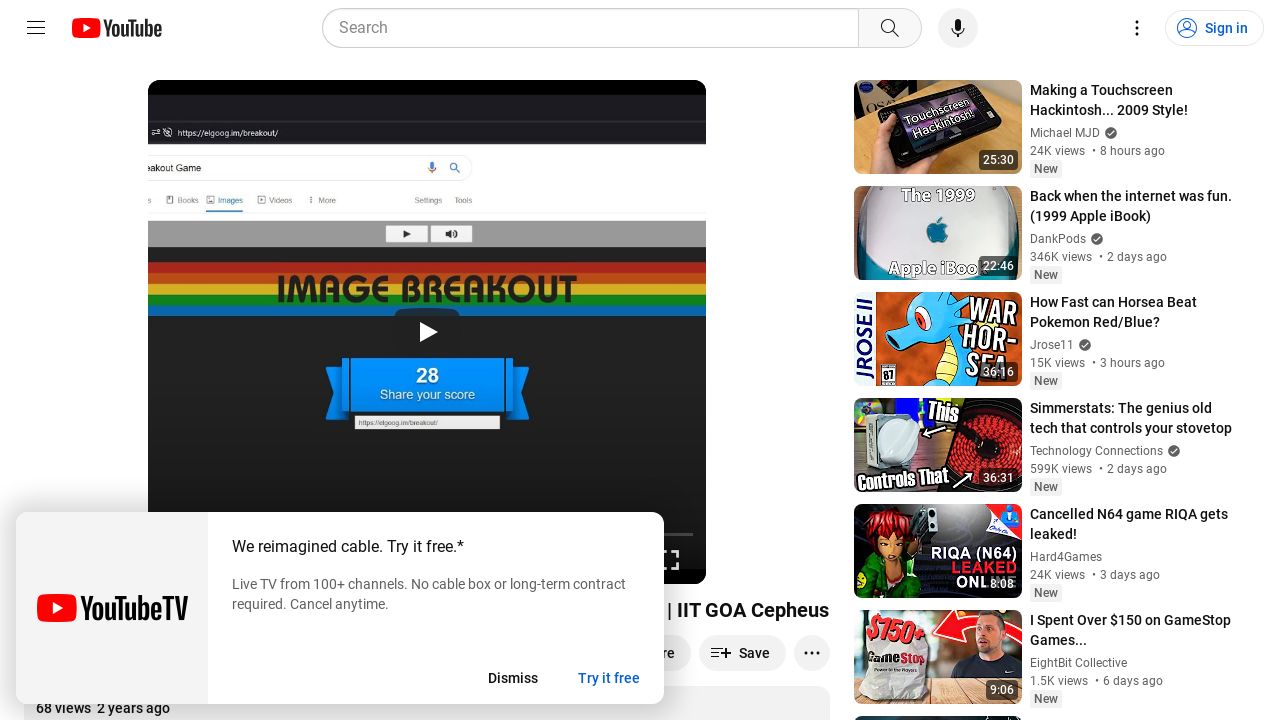 YouTube
Search
Sign in
https://elgoog.im/breakout/
eakout Game
Books
Images
Videos
More
Settings
Tools
IMAGE BREAKOUT
28
Share your score
https://elgoog.im/breakout/
| IIT GOA Cepheus
Save
68 views 2 years ago
We reimagined cable. Try it free.*
Live TV from 100+ channels. No cable box or long-term contract
required. Cancel anytime.
YouTubeTV
Dismiss
Try it free
Touchscreen
Hackintosh!
25:30
Making a Touchscreen
Hackintosh... 2009 Style!
Michael MJD
24K views • 8 hours ago
New
The 1999
Apple iBook
22:46
Back when the internet was fun.
(1999 Apple iBook)
DankPods
346K views • 2 days ago
New
JROSE11
WAR
HOR-
SEA
36:16
How Fast can Horsea Beat
Pokemon Red/Blue?
Jrose11
15K views • 3 hours ago
New
This
Controls That
36:31
Simmerstats: The genius old
tech that controls your stovetop
Technology Connections
599K views • 2 days ago
New
RIQA (N64)
LEAKED
ONLINE
8:08
Cancelled N64 game RIQA gets
leaked!
Hard4Games
24K views • 3 days ago
New
$150+
GameStop
9:06
I Spent Over $150 on GameStop
Games...
EightBit Collective
1.5K views • 6 days ago
New